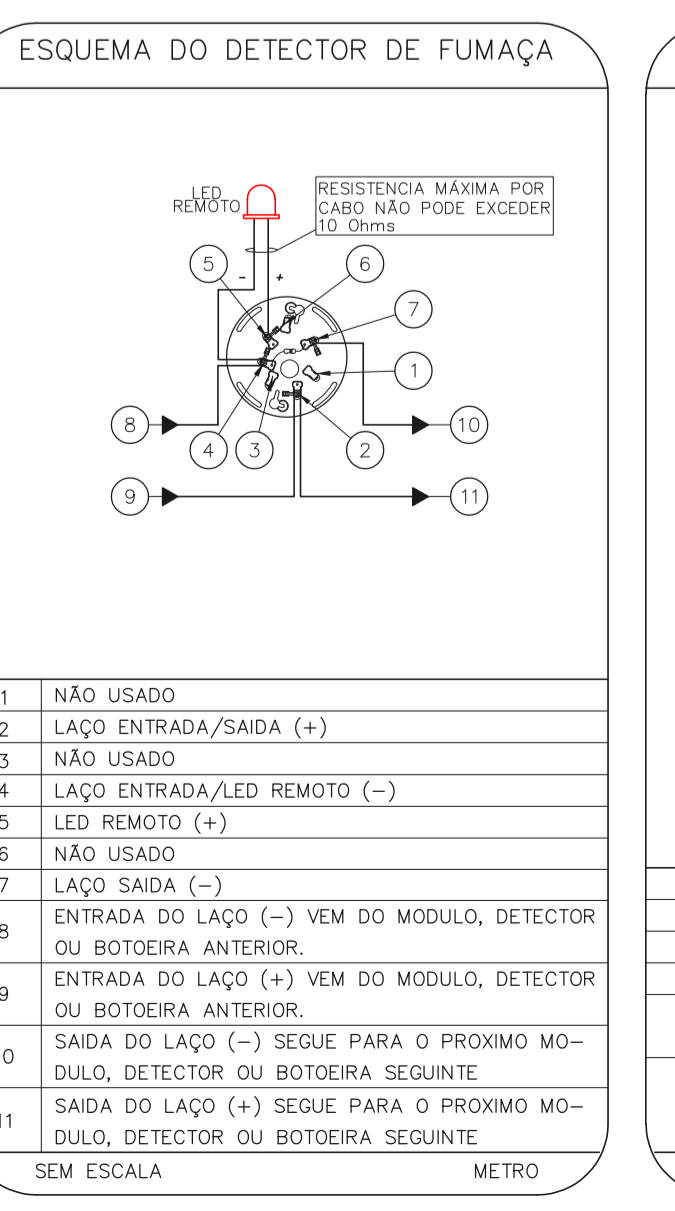 ESQUEMA DO DETECTOR DE FUMAÇA
LED
REMOTO
RESISTENCIA MÁXIMA POR
CABO NÃO PODE EXCEDER
10 Ohms
5
6
- +
7
1
8
10
4
3
2
9
11
1 NÃO USADO
2 LAÇO ENTRADA/SAIDA (+)
3 NÃO USADO
4 LAÇO ENTRADA/LED REMOTO (-)
5 LED REMOTO (+)
6 NÃO USADO
7 LAÇO SAIDA (-)
8 ENTRADA DO LAÇO (-) VEM DO MODULO, DETECTOR
OU BOTOEIRA ANTERIOR.
9 ENTRADA DO LAÇO (+) VEM DO MODULO, DETECTOR
OU BOTOEIRA ANTERIOR.
10 SAIDA DO LAÇO (-) SEGUE PARA O PROXIMO MO-
DULO, DETECTOR OU BOTOEIRA SEGUINTE
11 SAIDA DO LAÇO (+) SEGUE PARA O PROXIMO MO-
DULO, DETECTOR OU BOTOEIRA SEGUINTE
SEM ESCALA METRO